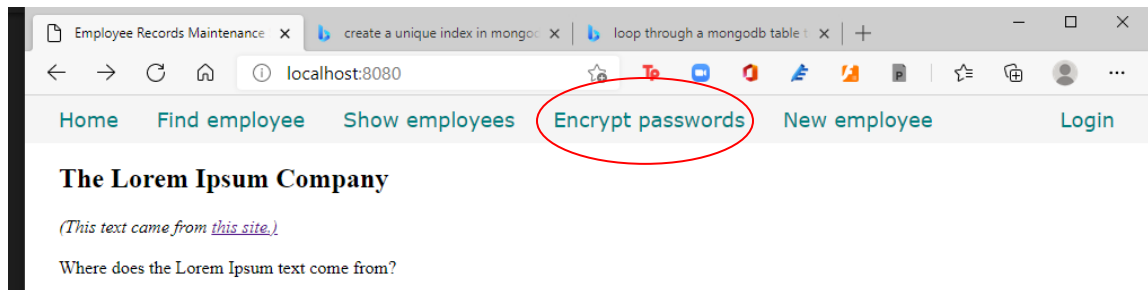 Employee Records Maintenance
create a unique index in mongo
loop through a mongodb table
localhost:8080
Home Find employee Show employees Encrypt passwords New employee Login
The Lorem Ipsum Company
(This text came from this site.)
Where does the Lorem Ipsum text come from?